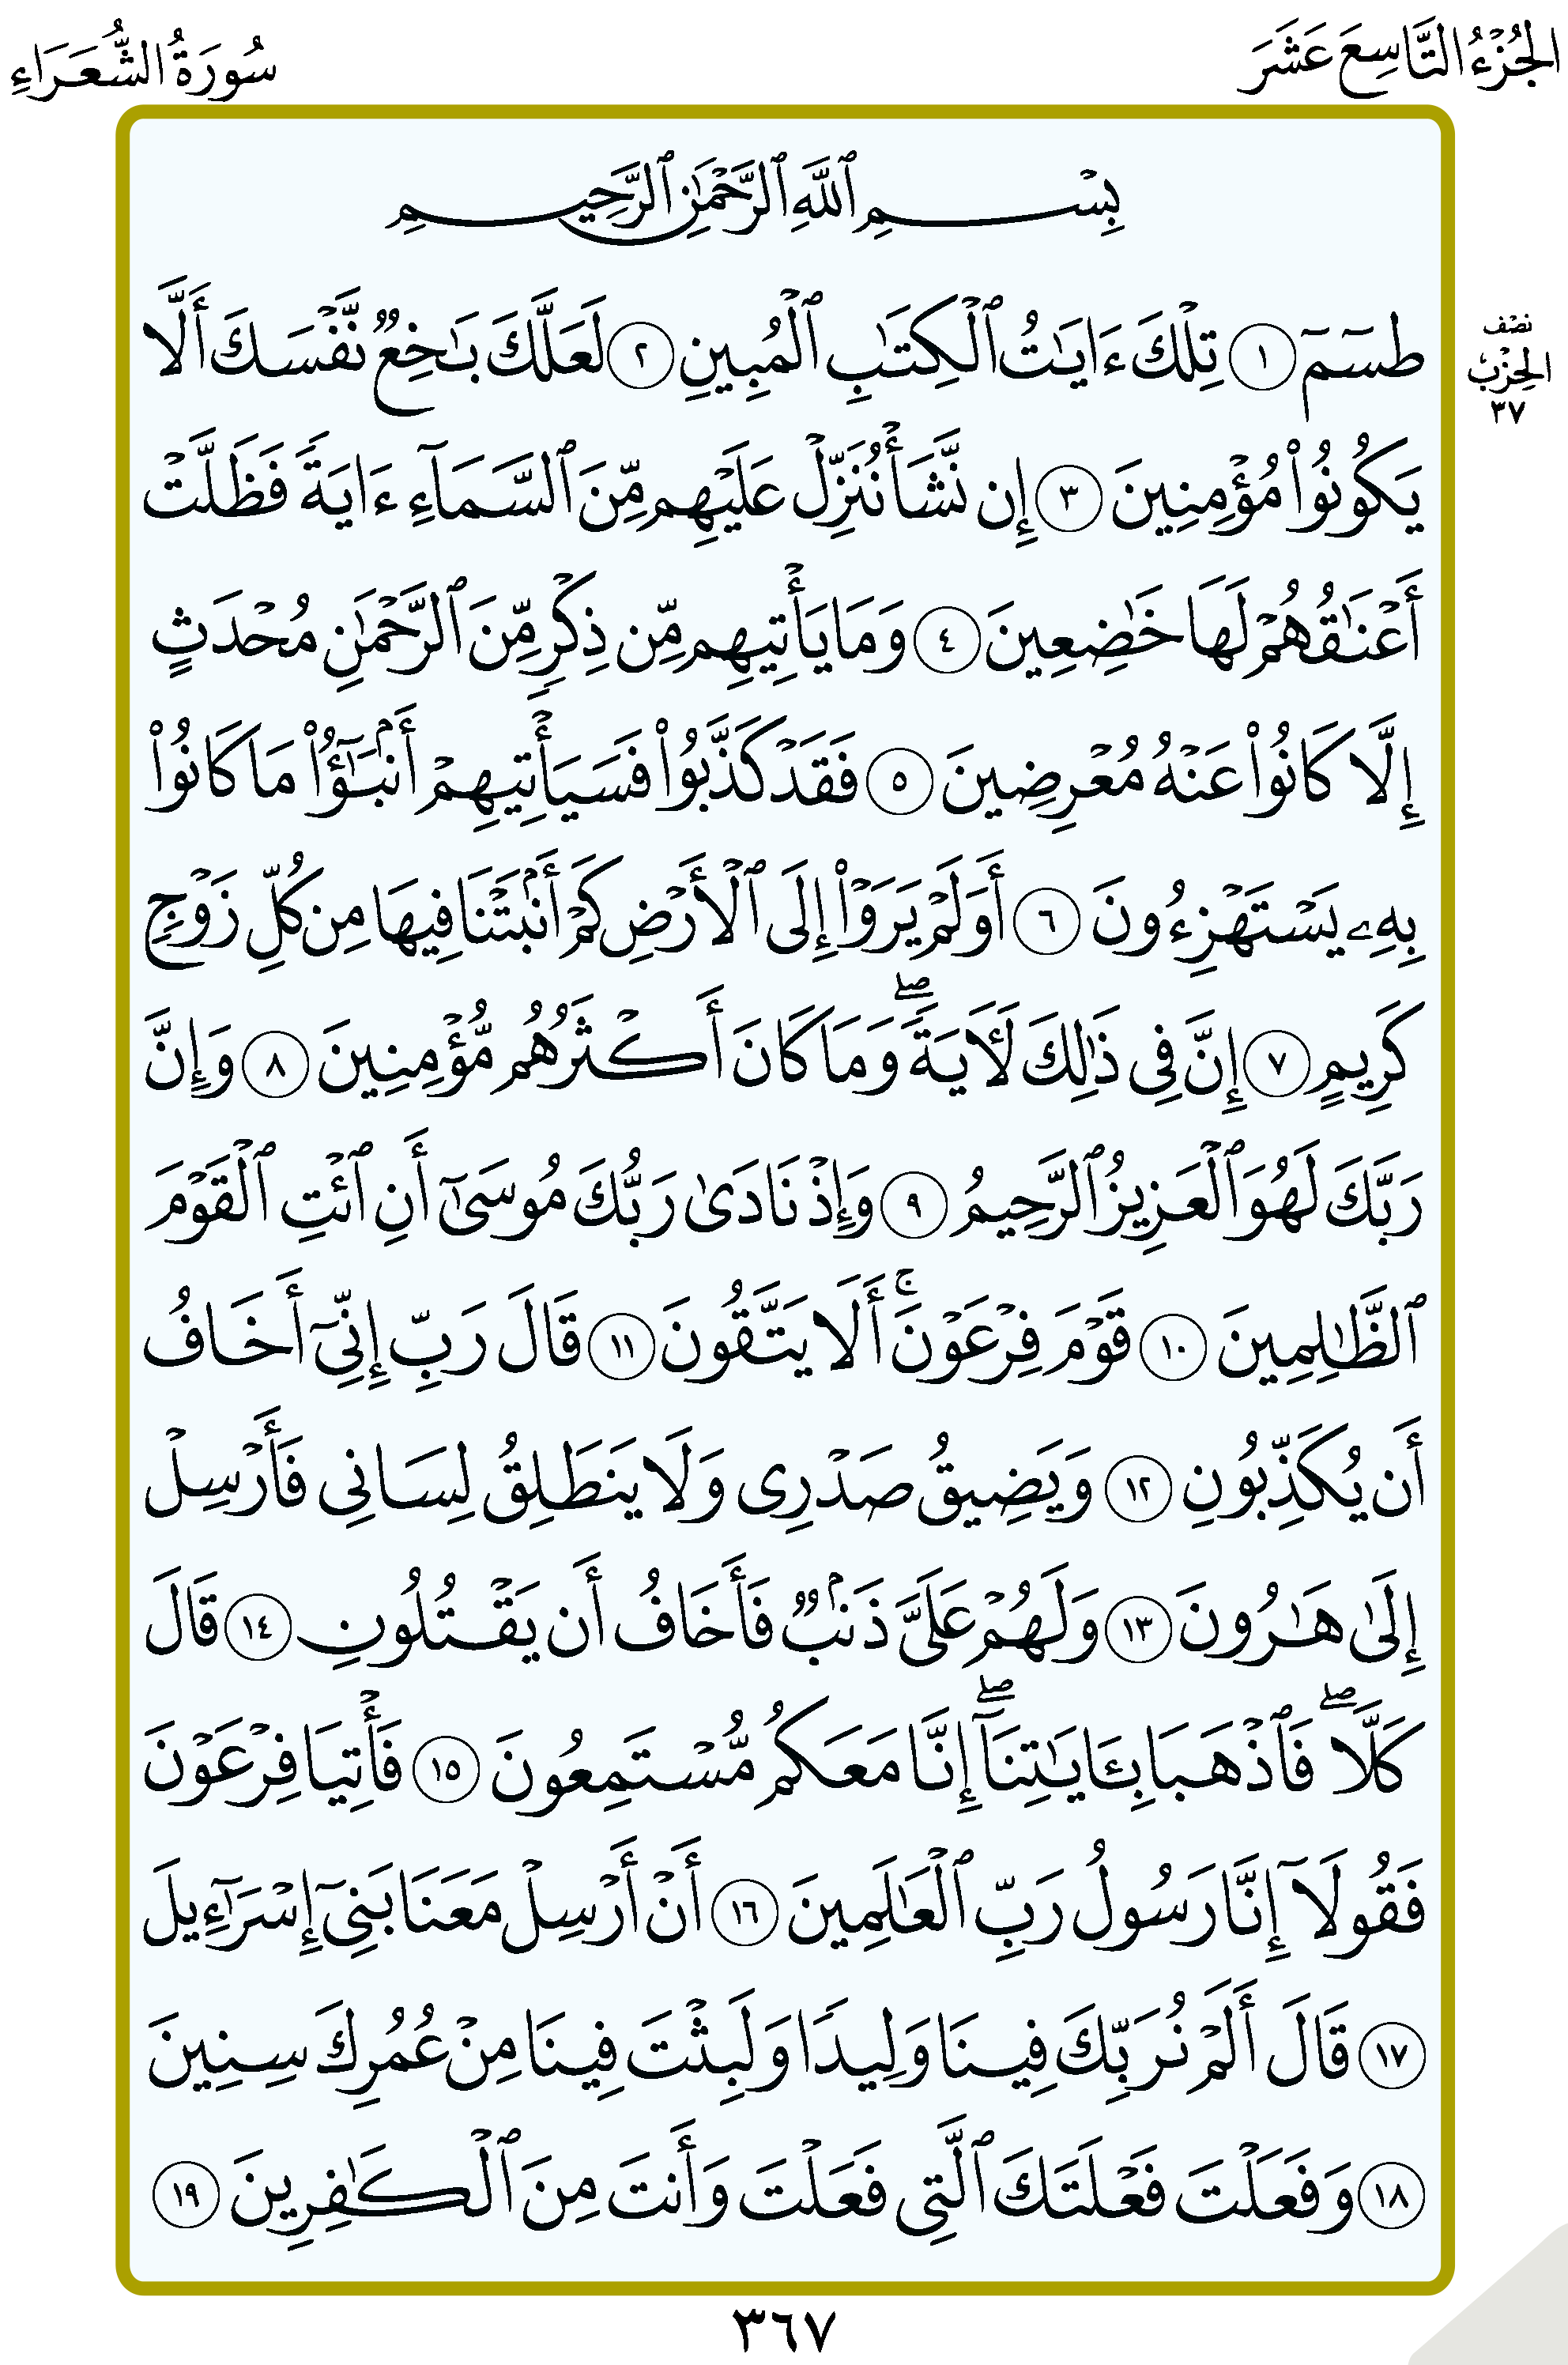 الجُزْءُ التَّاسِعَ عَشَرَ
سُورَةُ الشُّعَرَاءِ
بِسْمِ ٱللَّهِ ٱلرَّحْمَٰنِ ٱلرَّحِيمِ
طسٓمٓ ١ تِلْكَ ءَايَٰتُ ٱلْكِتَٰبِ ٱلْمُبِينِ ٢ لَعَلَّكَ بَٰخِعٌ نَّفْسَكَ أَلَّا
نصْف
الحِزْبْ
٣٧
يَكُونُوا۟ مُؤْمِنِينَ ٣ إِن نَّشَأْ نُنَزِّلْ عَلَيْهِم مِّنَ ٱلسَّمَآءِ ءَايَةً فَظَلَّتْ
أَعْنَٰقُهُمْ لَهَا خَٰضِعِينَ ٤ وَمَا يَأْتِيهِم مِّن ذِكْرٍ مِّنَ ٱلرَّحْمَٰنِ مُحْدَثٍ
إِلَّا كَانُوا۟ عَنْهُ مُعْرِضِينَ ٥ فَقَدْ كَذَّبُوا۟ فَسَيَأْتِيهِمْ أَنۢبَٰٓؤُا۟ مَا كَانُوا۟
بِهِۦ يَسْتَهْزِءُونَ ٦ أَوَلَمْ يَرَوْا۟ إِلَى ٱلْأَرْضِ كَمْ أَنۢبَتْنَا فِيهَا مِن كُلِّ زَوْجٍ
كَرِيمٍ ٧ إِنَّ فِى ذَٰلِكَ لَـَٔايَةً ۖ وَمَا كَانَ أَكْثَرُهُم مُّؤْمِنِينَ ٨ وَإِنَّ
رَبَّكَ لَهُوَ ٱلْعَزِيزُ ٱلرَّحِيمُ ٩ وَإِذْ نَادَىٰ رَبُّكَ مُوسَىٰٓ أَنِ ٱئْتِ ٱلْقَوْمَ
ٱلظَّٰلِمِينَ ١٠ قَوْمَ فِرْعَوْنَ ۚ أَلَا يَتَّقُونَ ١١ قَالَ رَبِّ إِنِّىٓ أَخَافُ
أَن يُكَذِّبُونِ ١٢ وَيَضِيقُ صَدْرِى وَلَا يَنطَلِقُ لِسَانِى فَأَرْسِلْ
إِلَىٰ هَٰرُونَ ١٣ وَلَهُمْ عَلَىَّ ذَنۢبٌ فَأَخَافُ أَن يَقْتُلُونِ ١٤ قَالَ
كَلَّا ۖ فَٱذْهَبَا بِـَٔايَٰتِنَآ ۖ إِنَّا مَعَكُم مُّسْتَمِعُونَ ١٥ فَأْتِيَا فِرْعَوْنَ
فَقُولَآ إِنَّا رَسُولُ رَبِّ ٱلْعَٰلَمِينَ ١٦ أَنْ أَرْسِلْ مَعَنَا بَنِىٓ إِسْرَٰٓءِيلَ
١٧ قَالَ أَلَمْ نُرَبِّكَ فِينَا وَلِيدًا وَلَبِثْتَ فِينَا مِنْ عُمُرِكَ سِنِينَ
١٨ وَفَعَلْتَ فَعْلَتَكَ ٱلَّتِى فَعَلْتَ وَأَنتَ مِنَ ٱلْكَٰفِرِينَ ١٩
٣٦٧